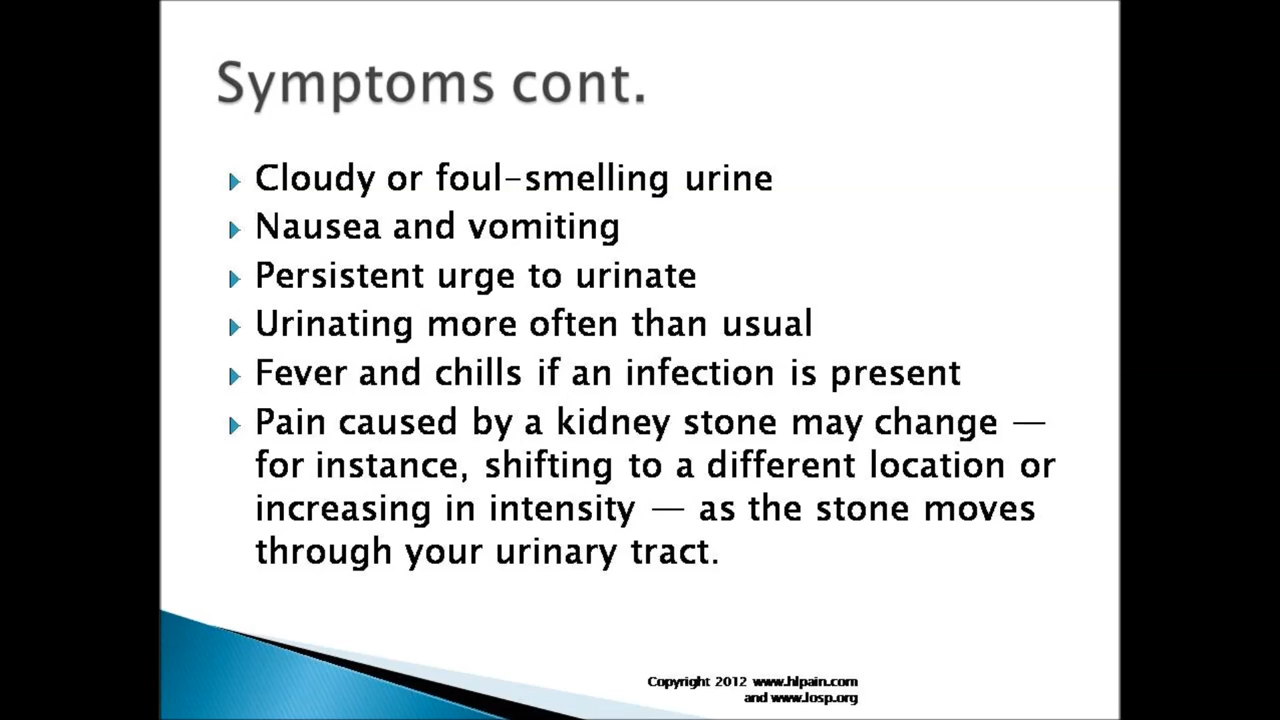 Symptoms cont.
Cloudy or foul-smelling urine
Nausea and vomiting
Persistent urge to urinate
Urinating more often than usual
Fever and chills if an infection is present
Pain caused by a kidney stone may change —
for instance, shifting to a different location or
increasing in intensity — as the stone moves
through your urinary tract.
Copyright 2012 www.hlpain.com
and www.losp.org